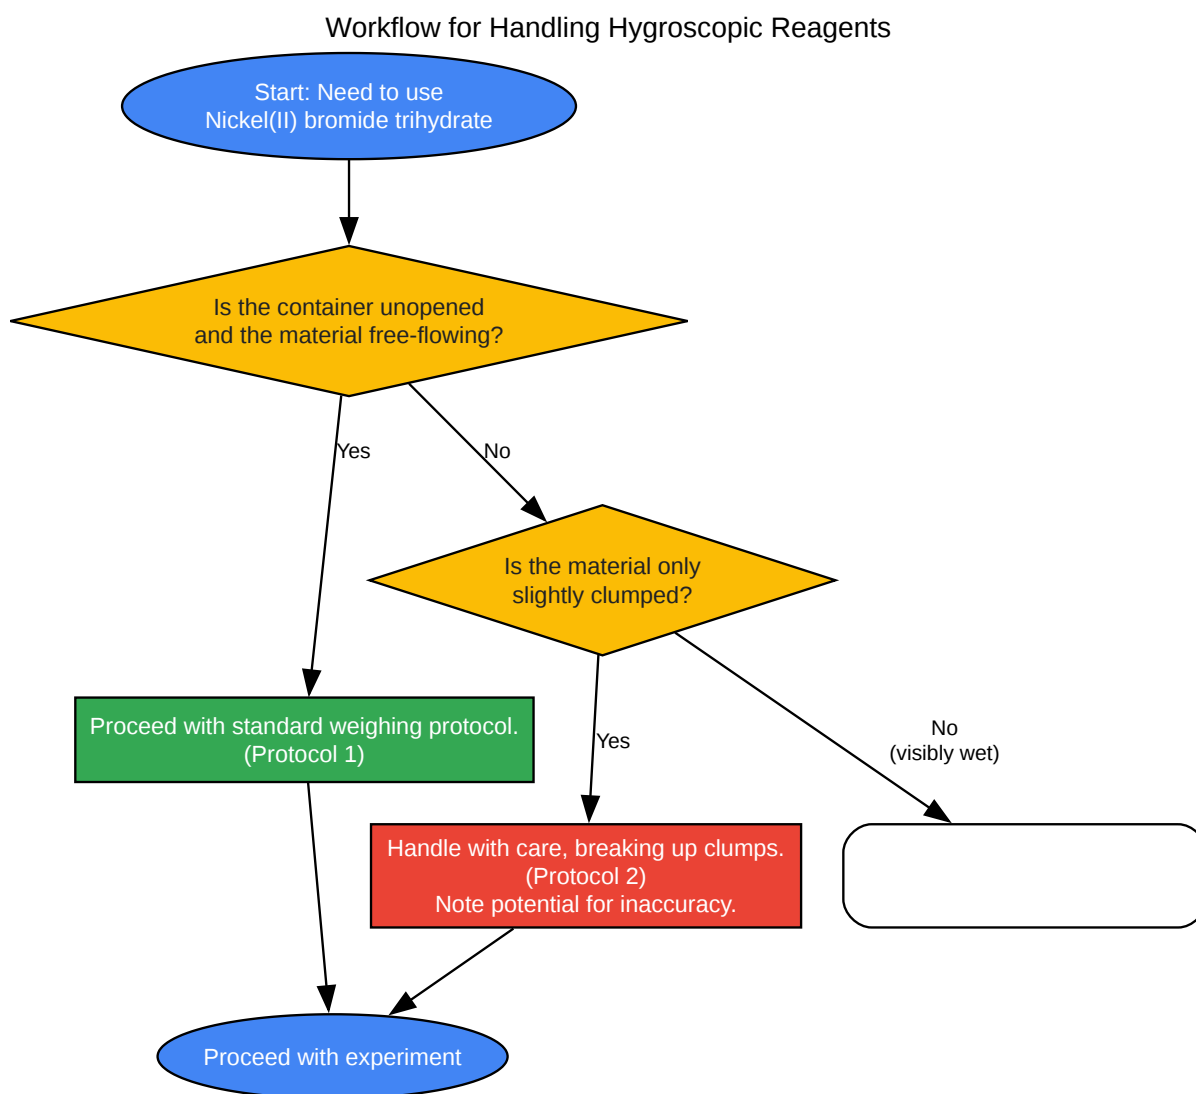 Workflow for Handling Hygroscopic Reagents
Start: Need to use
Nickel(II) bromide trihydrate
Is the container unopened
and the material free-flowing?
Yes
No
Is the material only
slightly clumped?
Proceed with standard weighing protocol.
(Protocol 1)
Yes
No
(visibly wet)
Handle with care, breaking up clumps.
(Protocol 2)
Note potential for inaccuracy.
Proceed with experiment